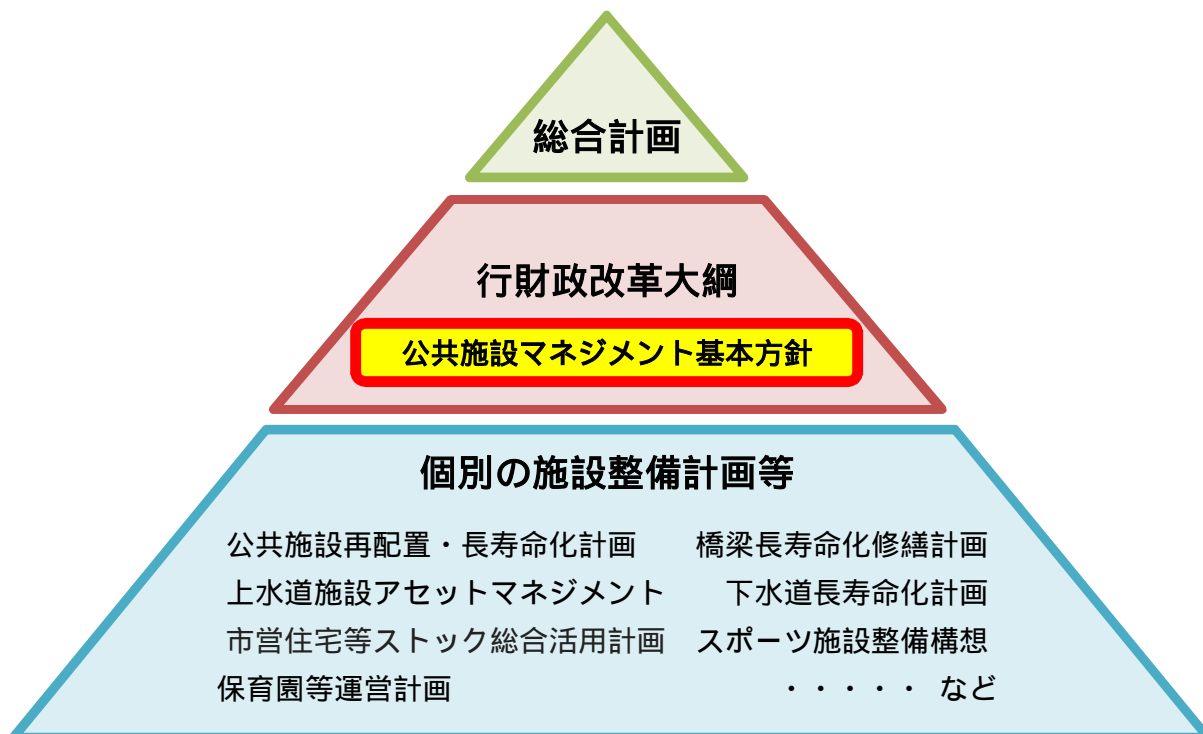 総合計画
行財政改革大綱
公共施設マネジメント基本方針
個別の施設整備計画等
公共施設再配置・長寿命化計画 橋梁長寿命化修繕計画
上水道施設アセットマネジメント 下水道長寿命化計画
市営住宅等ストック総合活用計画 スポーツ施設整備構想
保育園等運営計画 ・・・・・ など